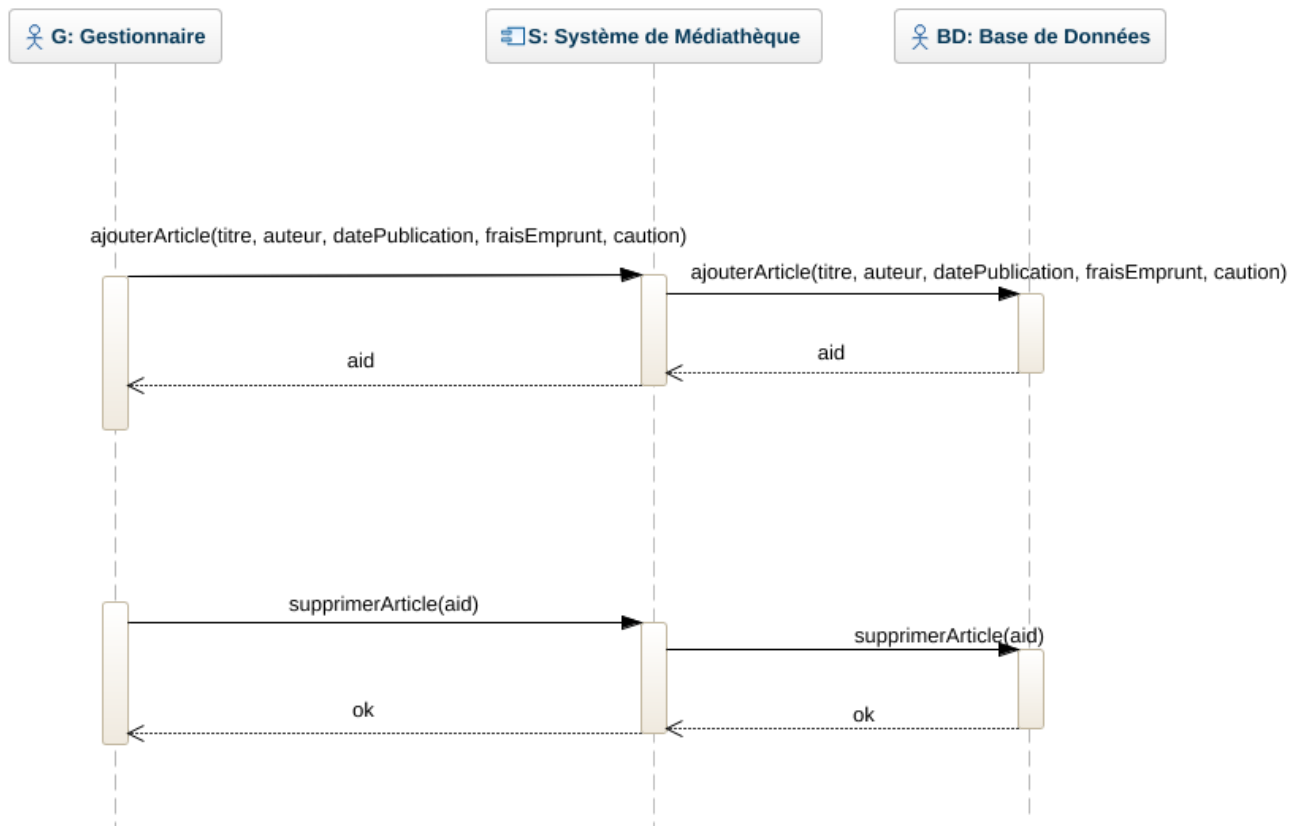 G: Gestionnaire
S: Système de Médiathèque
BD: Base de Données
ajouterArticle(titre, auteur, datePublication, fraisEmprunt, caution)
ajouterArticle(titre, auteur, datePublication, fraisEmprunt, caution)
aid
aid
supprimerArticle(aid)
supprimerArticle(aid)
ok
ok